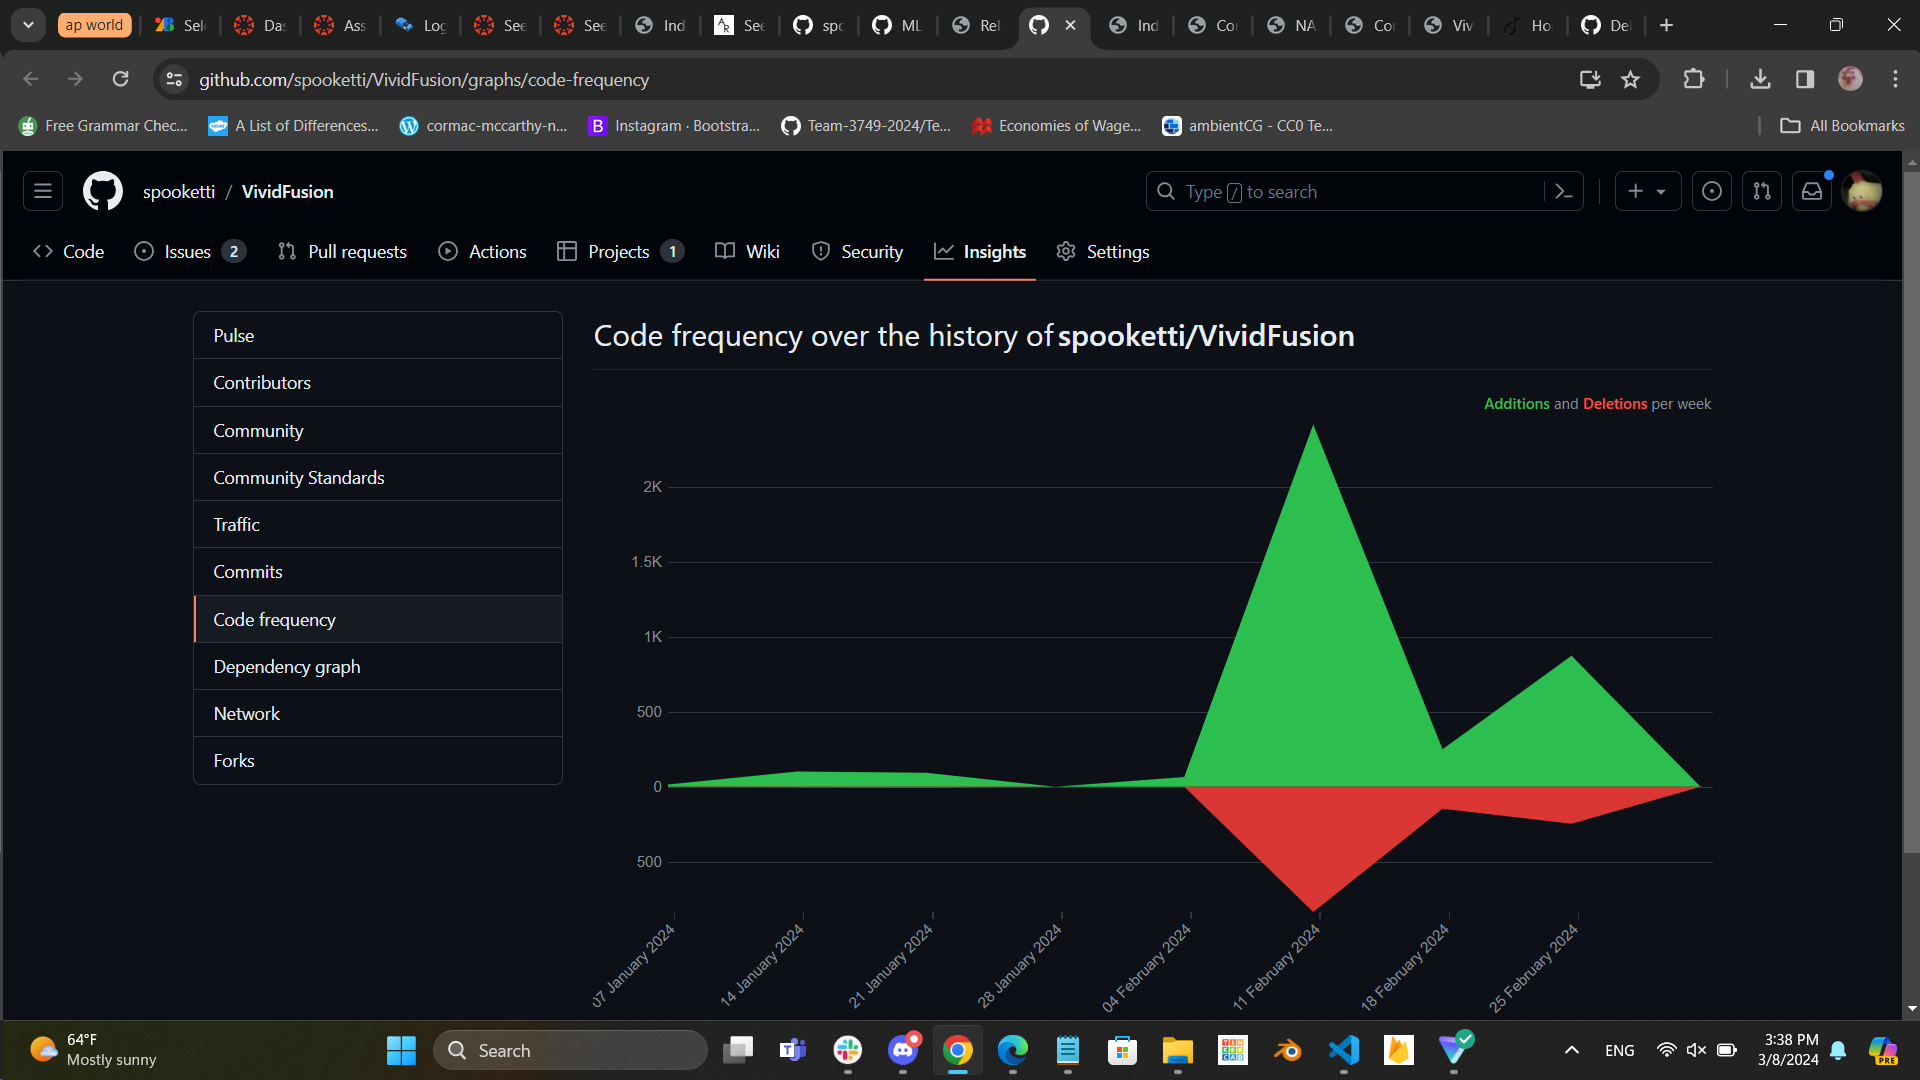 ap world
Sel
Das
Ass
Log
See
See
Ind
See
spo
ML
Rel
Ind
Co
NA
Co
Viv
Ho
Del
github.com/spooketti/VividFusion/graphs/code-frequency
Free Grammar Chec...
A List of Differences...
cormac-mccarthy-n...
Instagram · Bootstra...
Team-3749-2024/Te...
Economies of Wage...
ambientCG - CC0 Te...
All Bookmarks
spooketti / VividFusion
Type / to search
Code
Issues 2
Pull requests
Actions
Projects 1
Wiki
Security
Insights
Settings
Pulse
Contributors
Community
Community Standards
Traffic
Commits
Code frequency
Dependency graph
Network
Forks
Code frequency over the history of spooketti/VividFusion
Additions and Deletions per week
2K
1.5K
1K
500
0
500
07 January 2024
14 January 2024
21 January 2024
28 January 2024
04 February 2024
11 February 2024
18 February 2024
25 February 2024
64°F
Mostly sunny
Search
ENG
3:38 PM
3/8/2024
PRE